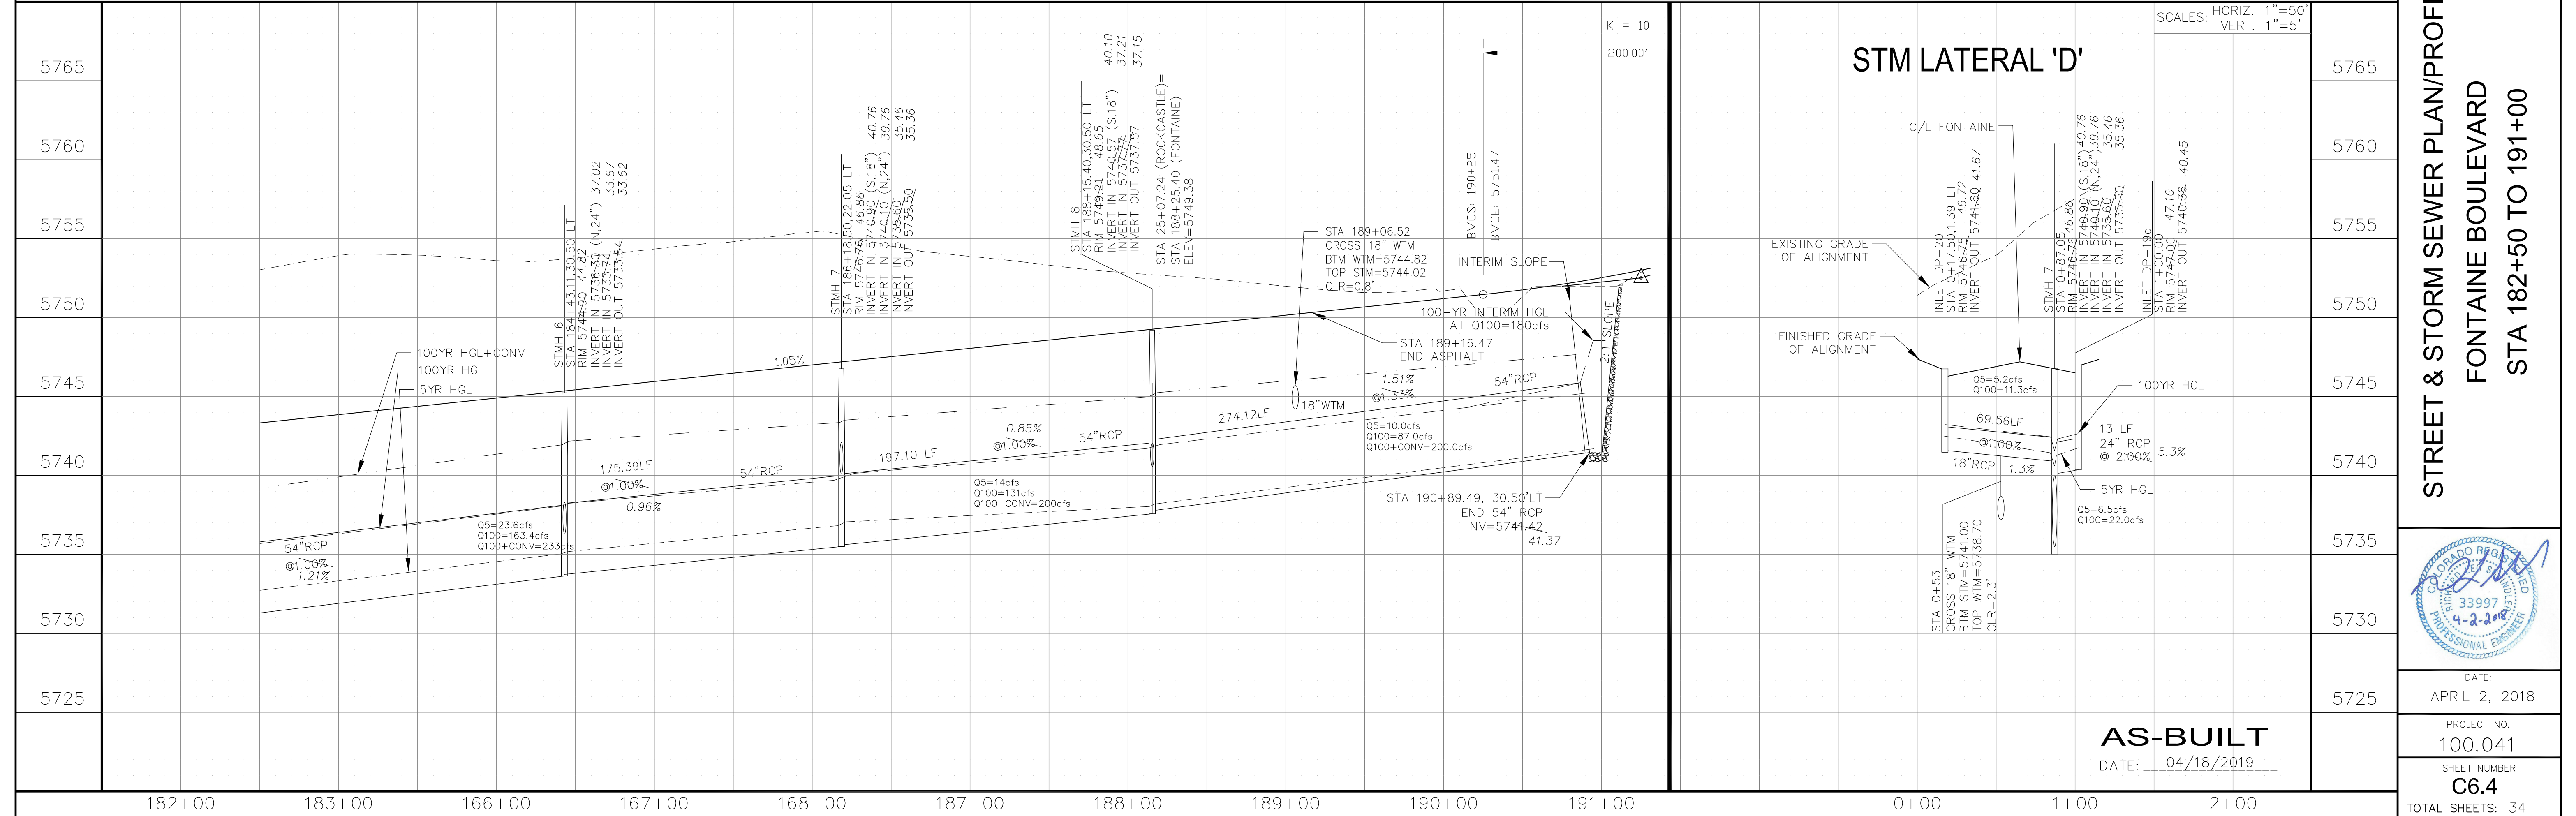 5765
5760
5755
5750
5745
5740
5735
5730
5725
182+00
183+00
166+00
167+00
168+00
187+00
188+00
189+00
190+00
191+00
100YR HGL+CONV
100YR HGL
5YR HGL
54"RCP
@1.00%
1.21%
STMH 6
STA 184+43.11,30.50 LT
RIM 5744.90 44.82
INVERT IN 5736.30 (N,24") 37.02
INVERT IN 5733.74 33.67
INVERT OUT 5733.64 33.62
Q5=23.6cfs
Q100=163.4cfs
Q100+CONV=233cfs
175.39LF
@1.00%
0.96%
54"RCP
1.05%
STMH 7
STA 186+18.50,22.05 LT
RIM 5746.76 46.86
INVERT IN 5740.90 (S,18") 40.76
INVERT IN 5740.10 (N,24") 39.76
INVERT IN 5735.60 35.46
INVERT OUT 5735.50 35.36
197.10 LF
0.85%
@1.00%
54"RCP
Q5=14cfs
Q100=131cfs
Q100+CONV=200cfs
STMH 8
STA 188+15.40,30.50 LT
RIM 5749.21 48.65
INVERT IN 5740.57 (S,18") 40.10
INVERT IN 5737.77 37.21
INVERT OUT 5737.57 37.15
STA 25+07.24 (ROCKCASTLE)=
STA 188+25.40 (FONTAINE)
ELEV=5749.38
274.12LF
1.51%
@1.33%
54"RCP
18"WTM
Q5=10.0cfs
Q100=87.0cfs
Q100+CONV=200.0cfs
STA 189+06.52
CROSS 18" WTM
BTM WTM=5744.82
TOP STM=5744.02
CLR=0.8'
STA 189+16.47
END ASPHALT
INTERIM SLOPE
100-YR INTERIM HGL
AT Q100=180cfs
2:1 SLOPE
STA 190+89.49, 30.50'LT
END 54" RCP
INV=5741.42
41.37
BVCS: 190+25
BVCE: 5751.47
K = 10
200.00'
STM LATERAL 'D'
SCALES: HORIZ. 1"=50'
VERT. 1"=5'
C/L FONTAINE
EXISTING GRADE
OF ALIGNMENT
FINISHED GRADE
OF ALIGNMENT
INLET DP-20
STA 0+17.50,1.39 LT
RIM 5746.75 46.72
INVERT OUT 5741.60 41.67
STMH 7
STA 0+87.05
RIM 5746.76 46.86
INVERT IN 5740.90 (S,18") 40.76
INVERT IN 5740.10 (N,24") 39.76
INVERT IN 5735.60 35.46
INVERT OUT 5735.50 35.36
INLET DP-19c
STA 1+00.00
RIM 5747.00 47.10
INVERT OUT 5740.36 40.45
Q5=5.2cfs
Q100=11.3cfs
69.56LF
@1.00%
18"RCP 1.3%
100YR HGL
13 LF
24" RCP
@ 2.00% 5.3%
5YR HGL
Q5=6.5cfs
Q100=22.0cfs
STA 0+53
CROSS 18" WTM
BTM STM=5741.00
TOP WTM=5738.70
CLR=2.3'
AS-BUILT
DATE: 04/18/2019
0+00
1+00
2+00
5765
5760
5755
5750
5745
5740
5735
5730
5725
STREET & STORM SEWER PLAN/PROFI
FONTAINE BOULEVARD
STA 182+50 TO 191+00
COLORADO REGISTERED
33997
4-2-2018
PROFESSIONAL ENGINEER
DATE:
APRIL 2, 2018
PROJECT NO.
100.041
SHEET NUMBER
C6.4
TOTAL SHEETS: 34